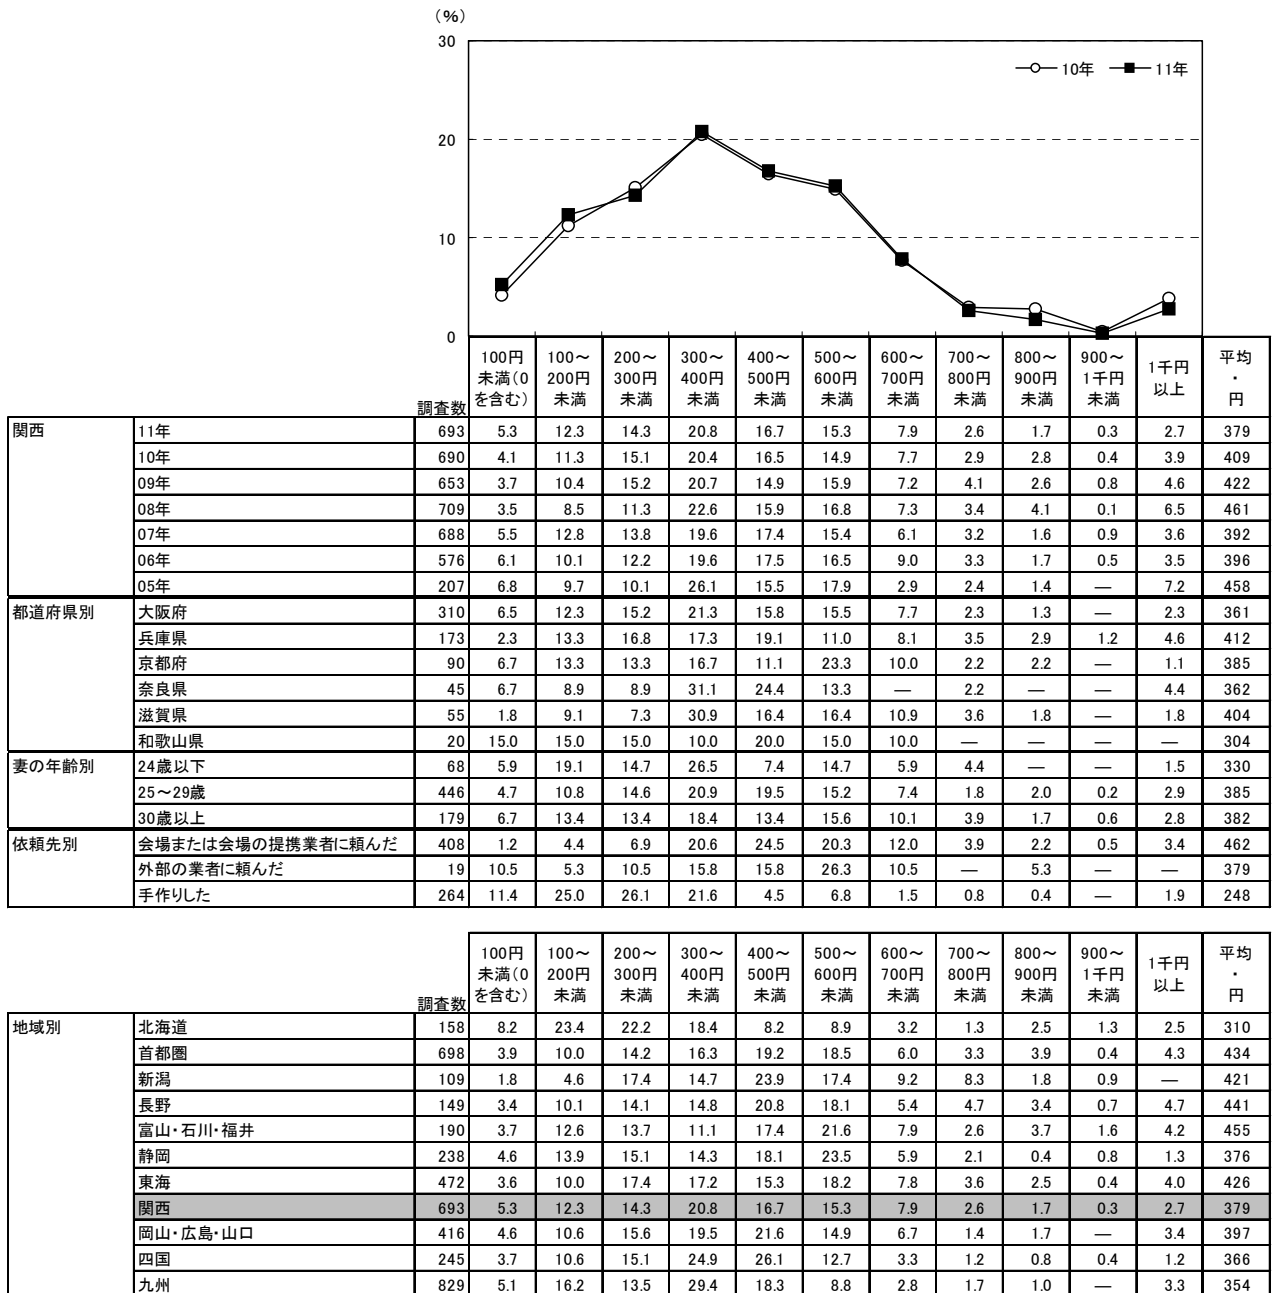 (%)
30
10年 11年
20
10
0
調査数 100円未満(0を含む) 100～200円未満 200～300円未満 300～400円未満 400～500円未満 500～600円未満 600～700円未満 700～800円未満 800～900円未満 900～1千円未満 1千円以上 平均・円
関西 11年 693 5.3 12.3 14.3 20.8 16.7 15.3 7.9 2.6 1.7 0.3 2.7 379
10年 690 4.1 11.3 15.1 20.4 16.5 14.9 7.7 2.9 2.8 0.4 3.9 409
09年 653 3.7 10.4 15.2 20.7 14.9 15.9 7.2 4.1 2.6 0.8 4.6 422
08年 709 3.5 8.5 11.3 22.6 15.9 16.8 7.3 3.4 4.1 0.1 6.5 461
07年 688 5.5 12.8 13.8 19.6 17.4 15.4 6.1 3.2 1.6 0.9 3.6 392
06年 576 6.1 10.1 12.2 19.6 17.5 16.5 9.0 3.3 1.7 0.5 3.5 396
05年 207 6.8 9.7 10.1 26.1 15.5 17.9 2.9 2.4 1.4 — 7.2 458
都道府県別 大阪府 310 6.5 12.3 15.2 21.3 15.8 15.5 7.7 2.3 1.3 — 2.3 361
兵庫県 173 2.3 13.3 16.8 17.3 19.1 11.0 8.1 3.5 2.9 1.2 4.6 412
京都府 90 6.7 13.3 13.3 16.7 11.1 23.3 10.0 2.2 2.2 — 1.1 385
奈良県 45 6.7 8.9 8.9 31.1 24.4 13.3 — 2.2 — — 4.4 362
滋賀県 55 1.8 9.1 7.3 30.9 16.4 16.4 10.9 3.6 1.8 — 1.8 404
和歌山県 20 15.0 15.0 15.0 10.0 20.0 15.0 10.0 — — — — 304
妻の年齢別 24歳以下 68 5.9 19.1 14.7 26.5 7.4 14.7 5.9 4.4 — — 1.5 330
25～29歳 446 4.7 10.8 14.6 20.9 19.5 15.2 7.4 1.8 2.0 0.2 2.9 385
30歳以上 179 6.7 13.4 13.4 18.4 13.4 15.6 10.1 3.9 1.7 0.6 2.8 382
依頼先別 会場または会場の提携業者に頼んだ 408 1.2 4.4 6.9 20.6 24.5 20.3 12.0 3.9 2.2 0.5 3.4 462
外部の業者に頼んだ 19 10.5 5.3 10.5 15.8 15.8 26.3 10.5 — 5.3 — — 379
手作りした 264 11.4 25.0 26.1 21.6 4.5 6.8 1.5 0.8 0.4 — 1.9 248
調査数 100円未満(0を含む) 100～200円未満 200～300円未満 300～400円未満 400～500円未満 500～600円未満 600～700円未満 700～800円未満 800～900円未満 900～1千円未満 1千円以上 平均・円
地域別 北海道 158 8.2 23.4 22.2 18.4 8.2 8.9 3.2 1.3 2.5 1.3 2.5 310
首都圏 698 3.9 10.0 14.2 16.3 19.2 18.5 6.0 3.3 3.9 0.4 4.3 434
新潟 109 1.8 4.6 17.4 14.7 23.9 17.4 9.2 8.3 1.8 0.9 — 421
長野 149 3.4 10.1 14.1 14.8 20.8 18.1 5.4 4.7 3.4 0.7 4.7 441
富山・石川・福井 190 3.7 12.6 13.7 11.1 17.4 21.6 7.9 2.6 3.7 1.6 4.2 455
静岡 238 4.6 13.9 15.1 14.3 18.1 23.5 5.9 2.1 0.4 0.8 1.3 376
東海 472 3.6 10.0 17.4 17.2 15.3 18.2 7.8 3.6 2.5 0.4 4.0 426
関西 693 5.3 12.3 14.3 20.8 16.7 15.3 7.9 2.6 1.7 0.3 2.7 379
岡山・広島・山口 416 4.6 10.6 15.6 19.5 21.6 14.9 6.7 1.4 1.7 — 3.4 397
四国 245 3.7 10.6 15.1 24.9 26.1 12.7 3.3 1.2 0.8 0.4 1.2 366
九州 829 5.1 16.2 13.5 29.4 18.3 8.8 2.8 1.7 1.0 — 3.3 354